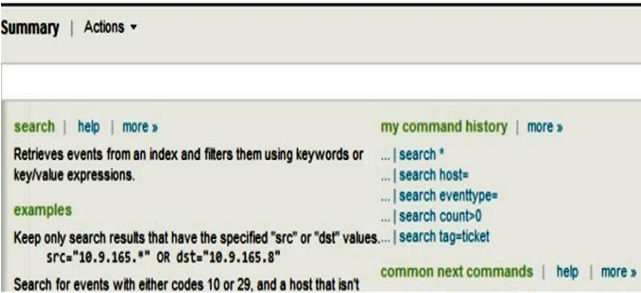 Summary | Actions ▾
search | help | more »
Retrieves events from an index and filters them using keywords or
key/value expressions.
examples
Keep only search results that have the specified "src" or "dst" values.
src="10.9.165.*" OR dst="10.9.165.8"
Search for events with either codes 10 or 29, and a host that isn't
my command history | more »
... | search *
... | search host=
... | search eventtype=
... | search count>0
... | search tag=ticket
common next commands | help | more »